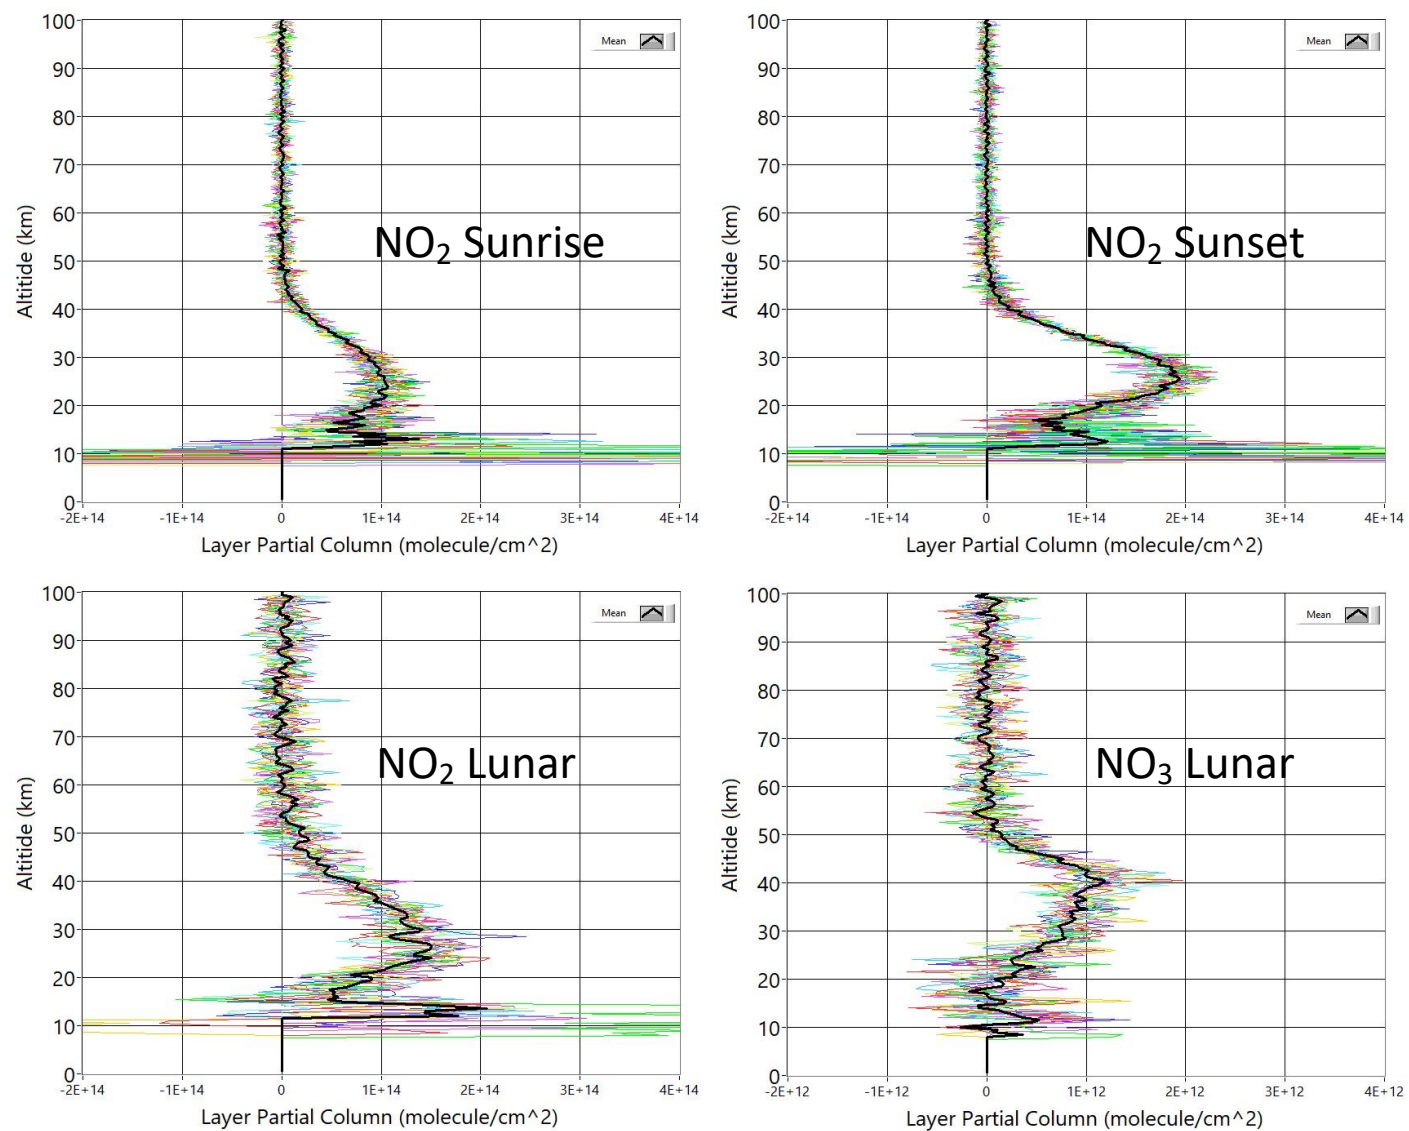 Mean
NO2 Sunrise
Altitide (km)
100
90
80
70
60
50
40
30
20
10
0
-2E+14 -1E+14 0 1E+14 2E+14 3E+14 4E+14
Layer Partial Column (molecule/cm^2)
Mean
NO2 Sunset
Altitide (km)
100
90
80
70
60
50
40
30
20
10
0
-2E+14 -1E+14 0 1E+14 2E+14 3E+14 4E+14
Layer Partial Column (molecule/cm^2)
Mean
NO2 Lunar
Altitide (km)
100
90
80
70
60
50
40
30
20
10
0
-2E+14 -1E+14 0 1E+14 2E+14 3E+14 4E+14
Layer Partial Column (molecule/cm^2)
Mean
NO3 Lunar
Altitide (km)
100
90
80
70
60
50
40
30
20
10
0
-2E+12 -1E+12 0 1E+12 2E+12 3E+12 4E+12
Layer Partial Column (molecule/cm^2)